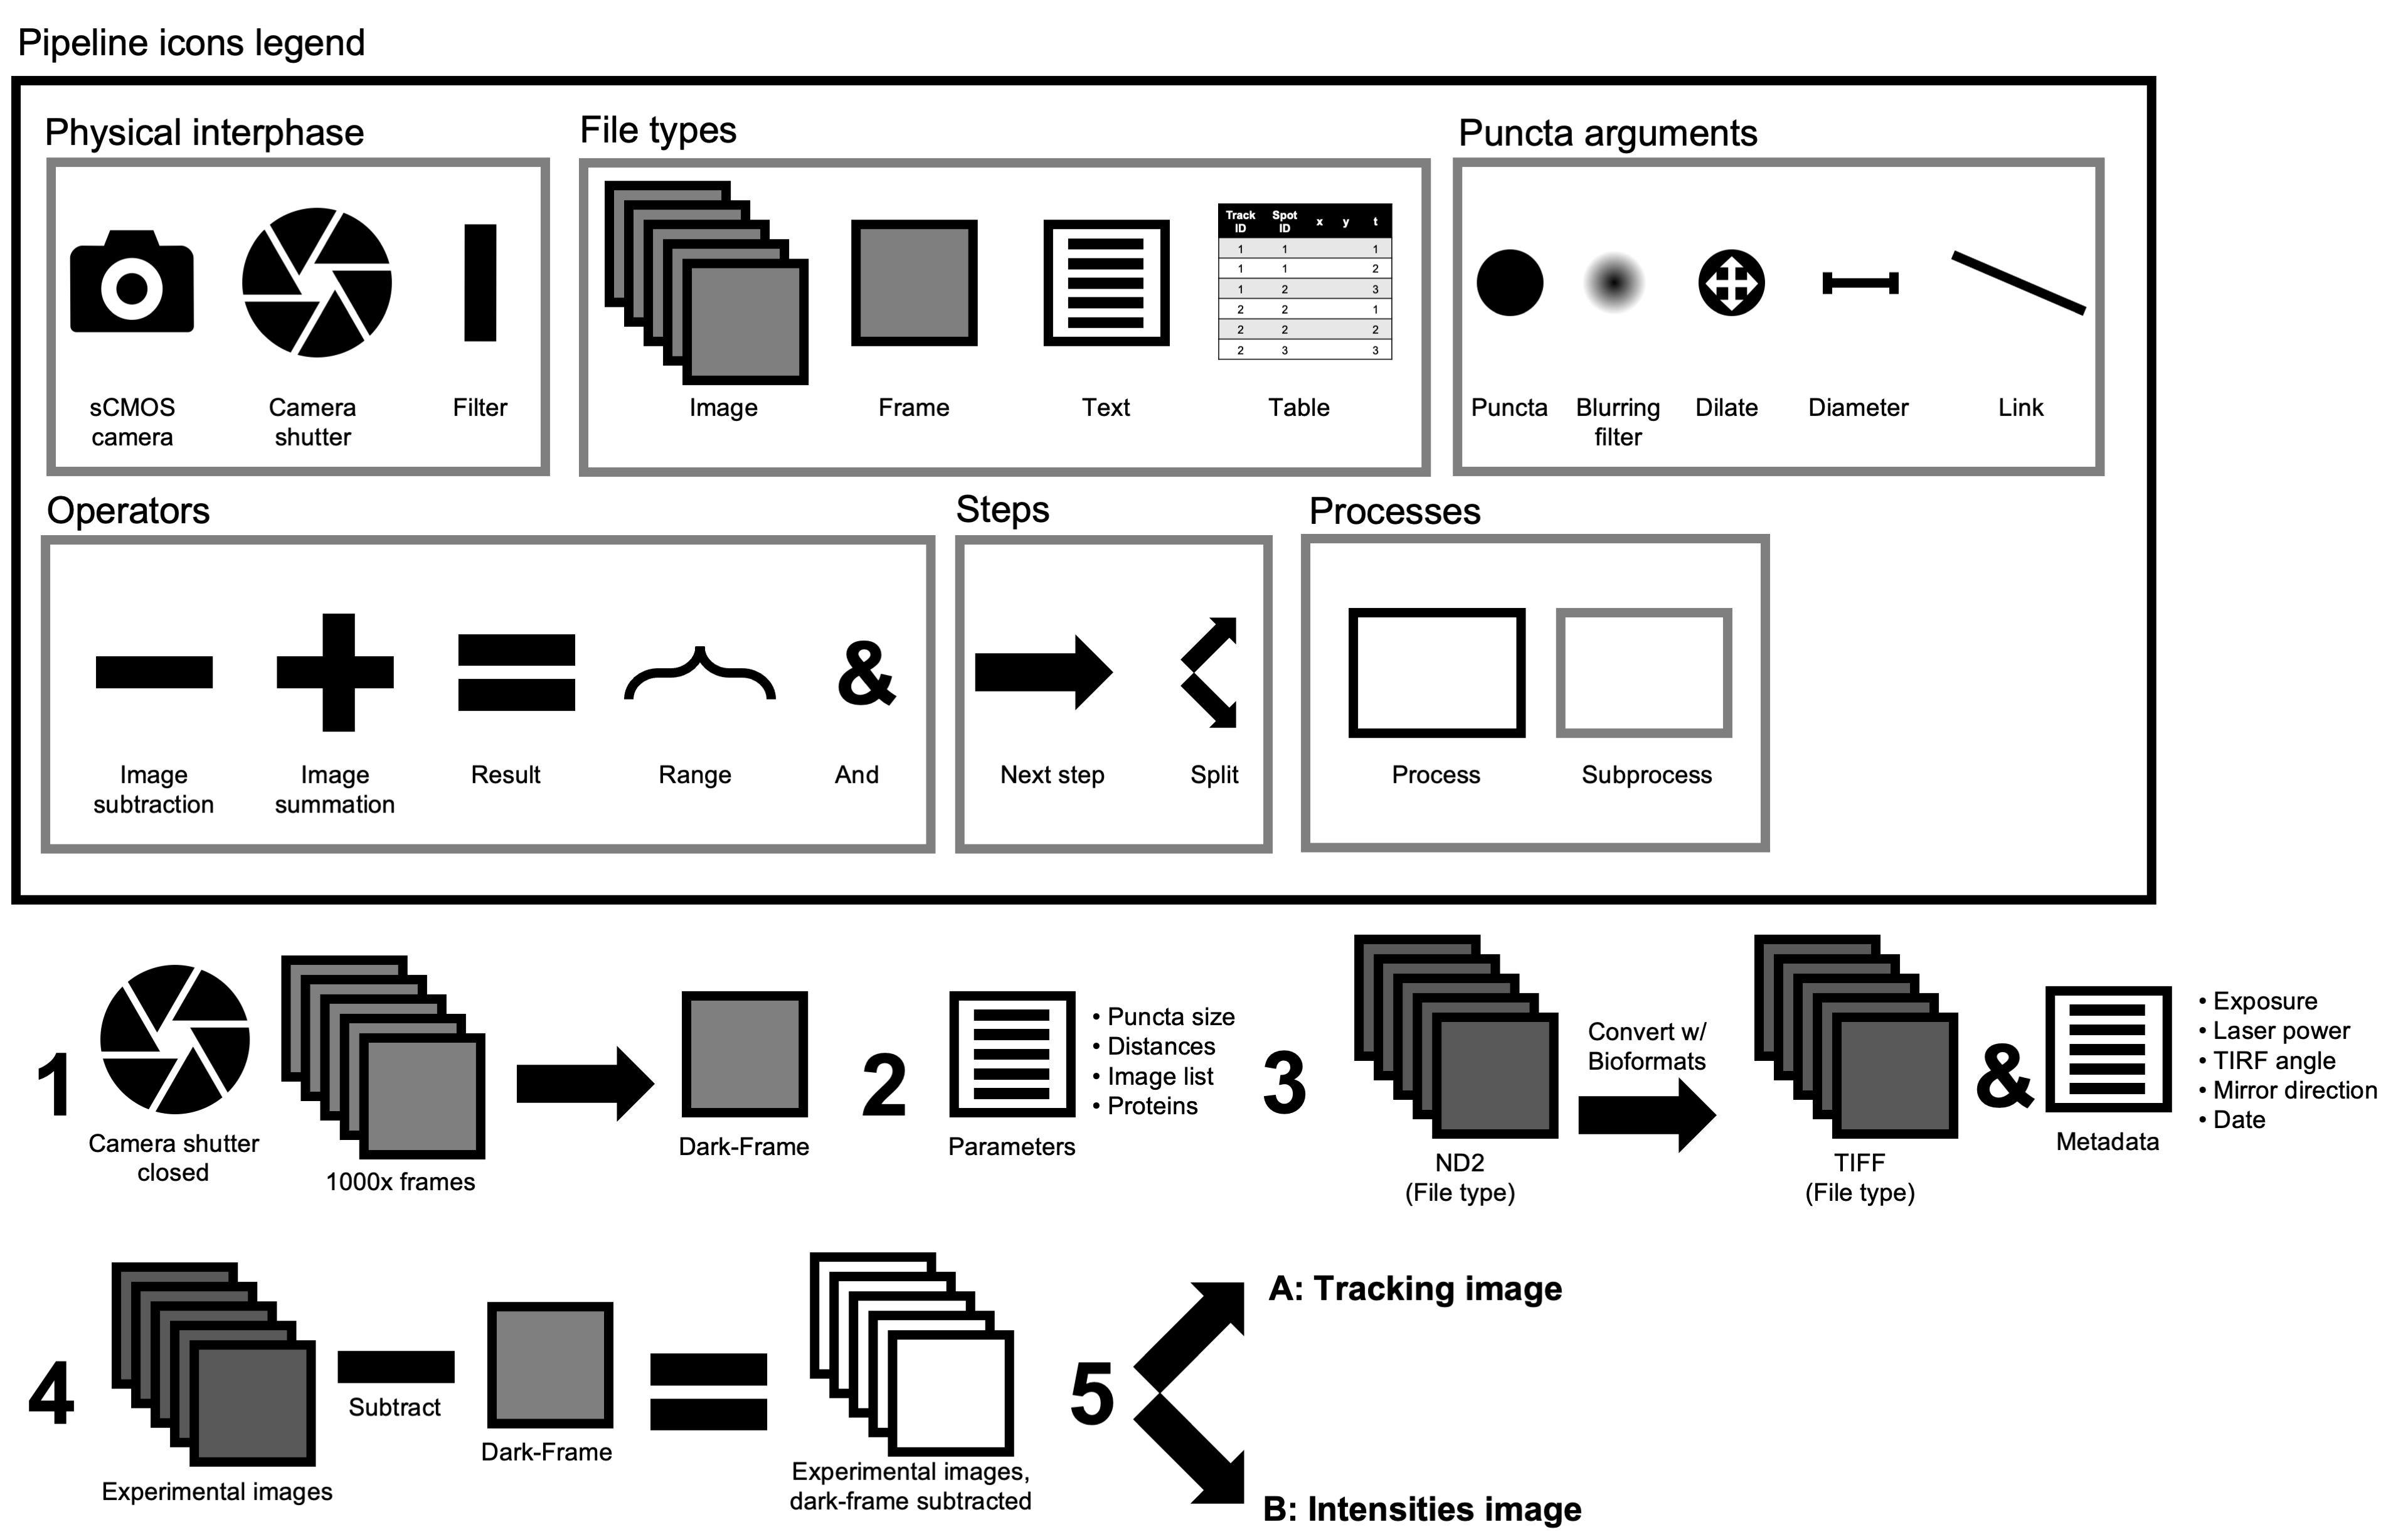 Pipeline icons legend
Physical interphase
sCMOS
camera
Camera
shutter
Filter
File types
Image
Frame
Text
Track
ID
Spot
ID
x
y
t
1 1 1
1 1 2
1 2 3
2 2 1
2 2 2
2 3 3
Table
Puncta arguments
Puncta
Blurring
filter
Dilate
Diameter
Link
Operators
Image
subtraction
Image
summation
Result
Range
&
And
Steps
Next step
Split
Processes
Process
Subprocess
1
Camera shutter
closed
1000x frames
Dark-Frame
2
Parameters
• Puncta size
• Distances
• Image list
• Proteins
3
ND2
(File type)
Convert w/
Bioformats
TIFF
(File type)
&
Metadata
• Exposure
• Laser power
• TIRF angle
• Mirror direction
• Date
4
Experimental images
Subtract
Dark-Frame
Experimental images,
dark-frame subtracted
5
A: Tracking image
B: Intensities image